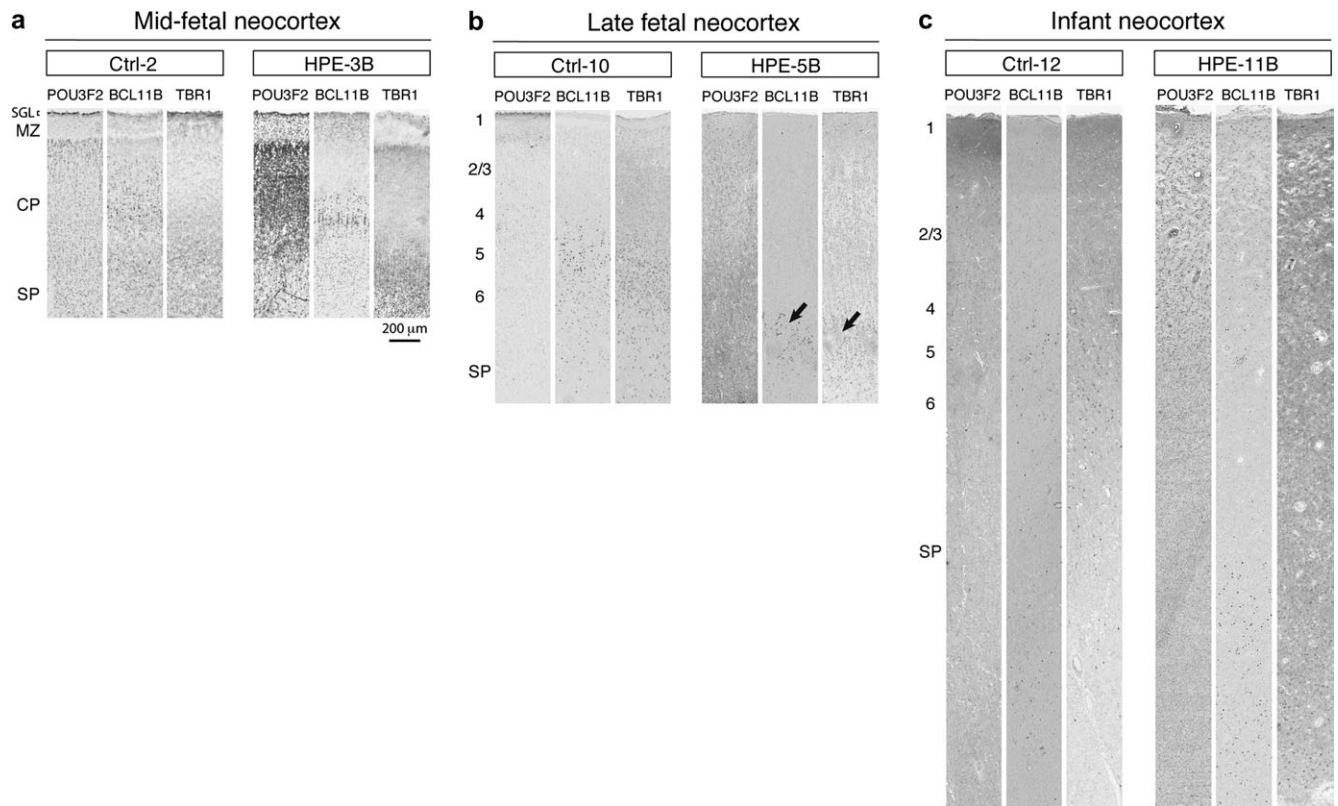 a Mid-fetal neocortex
Ctrl-2 HPE-3B
POU3F2 BCL11B TBR1 POU3F2 BCL11B TBR1
SGL
MZ
CP
SP
200 μm
b Late fetal neocortex
Ctrl-10 HPE-5B
POU3F2 BCL11B TBR1 POU3F2 BCL11B TBR1
1
2/3
4
5
6
SP
c Infant neocortex
Ctrl-12 HPE-11B
POU3F2 BCL11B TBR1 POU3F2 BCL11B TBR1
1
2/3
4
5
6
SP